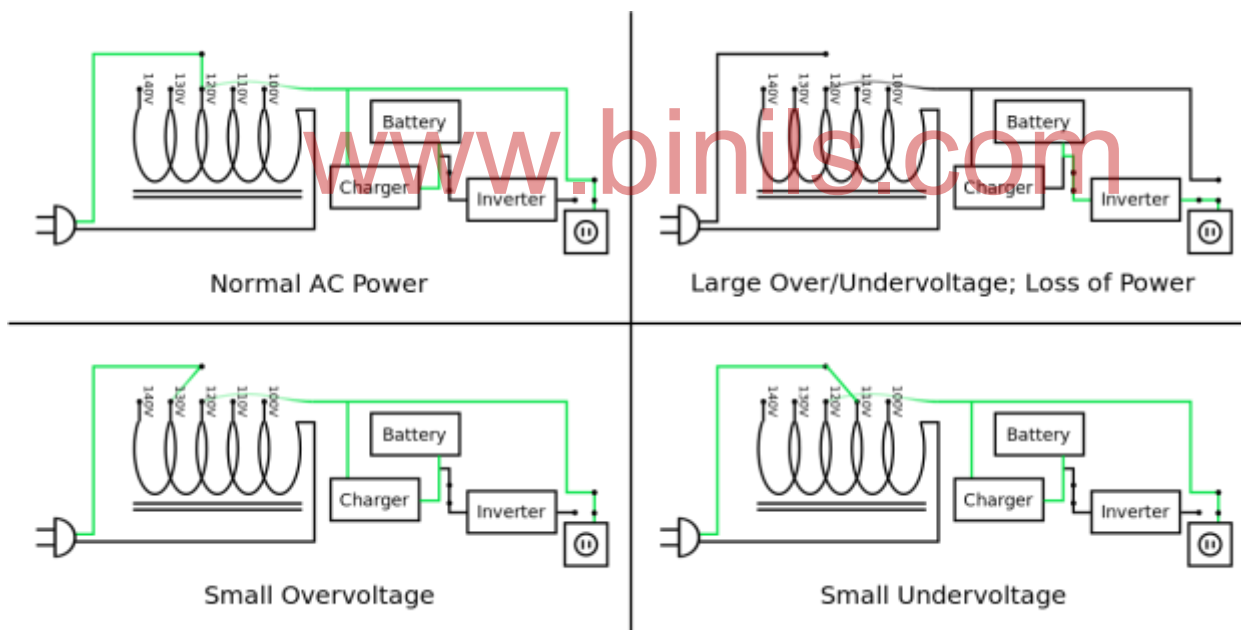 140V
130V
120V
110V
100V
Battery
Charger
Inverter
Normal AC Power
140V
130V
120V
110V
100V
Battery
Charger
Inverter
Large Over/Undervoltage; Loss of Power
www.binils.com
140V
130V
120V
110V
100V
Battery
Charger
Inverter
Small Overvoltage
140V
130V
120V
110V
100V
Battery
Charger
Inverter
Small Undervoltage